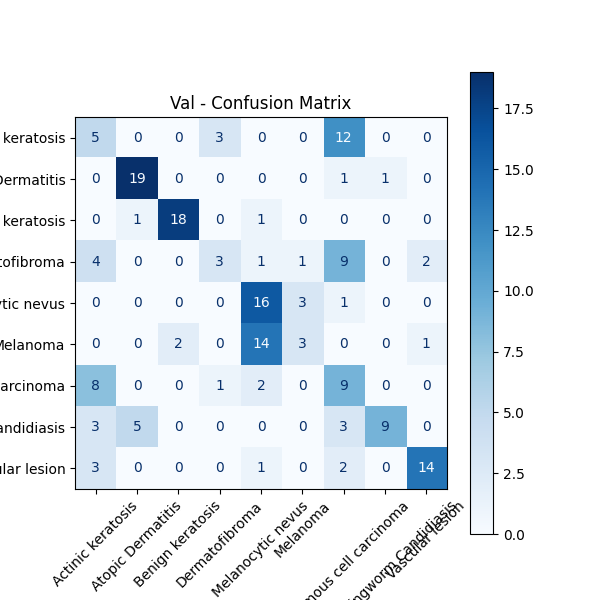 Val - Confusion Matrix
keratosis 5 0 0 3 0 0 12 0 0
Dermatitis 0 19 0 0 0 0 1 1 0
keratosis 0 1 18 0 1 0 0 0 0
tofibroma 4 0 0 3 1 1 9 0 2
tic nevus 0 0 0 0 16 3 1 0 0
Melanoma 0 0 2 0 14 3 0 0 1
arcinoma 8 0 0 1 2 0 9 0 0
andidiasis 3 5 0 0 0 0 3 9 0
lar lesion 3 0 0 0 1 0 2 0 14
Actinic keratosis
Atopic Dermatitis
Benign keratosis
Dermatofibroma
Melanocytic nevus
Melanoma
mous cell carcinoma
ngworm Candidiasis
Vascular lesion
17.5
15.0
12.5
10.0
7.5
5.0
2.5
0.0